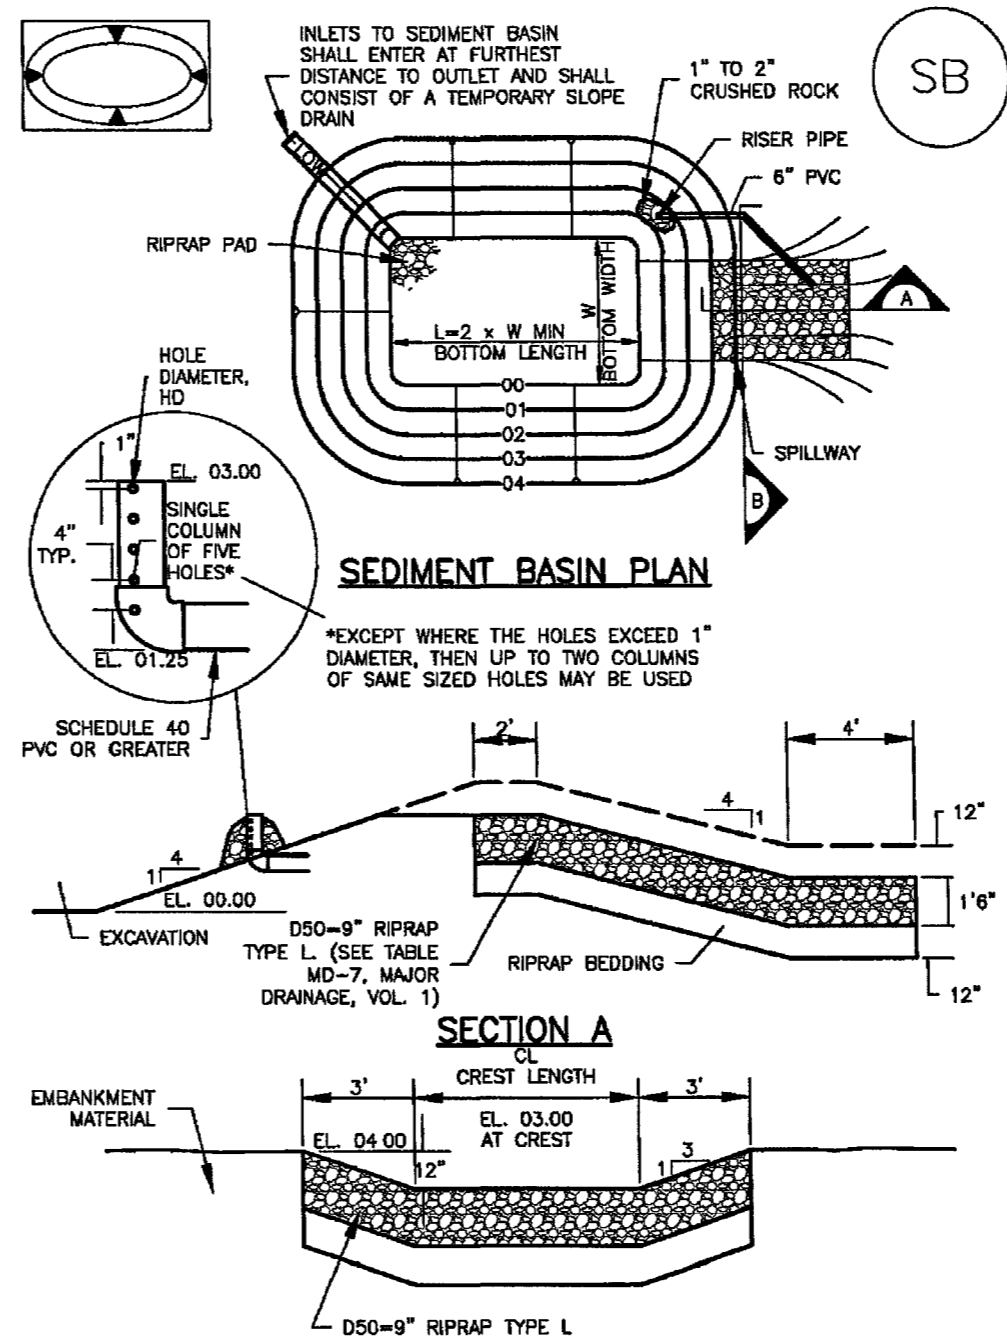 INLETS TO SEDIMENT BASIN
SHALL ENTER AT FURTHEST
DISTANCE TO OUTLET AND SHALL
CONSIST OF A TEMPORARY SLOPE
DRAIN
1" TO 2"
CRUSHED ROCK
SB
RISER PIPE
6" PVC
FLOW
RIPRAP PAD
W
BOTTOM WIDTH
L=2 x W MIN
BOTTOM LENGTH
A
00
01
02
03
04
SPILLWAY
B
HOLE
DIAMETER,
HD
1"
EL. 03.00
4"
TYP.
SINGLE
COLUMN
OF FIVE
HOLES*
EL. 01.25
SEDIMENT BASIN PLAN
*EXCEPT WHERE THE HOLES EXCEED 1"
DIAMETER, THEN UP TO TWO COLUMNS
OF SAME SIZED HOLES MAY BE USED
SCHEDULE 40
PVC OR GREATER
2'
4'
4
1
12"
4
1
EL. 00.00
1'6"
EXCAVATION
D50=9" RIPRAP
TYPE L. (SEE TABLE
MD-7, MAJOR
DRAINAGE, VOL. 1)
RIPRAP BEDDING
12"
SECTION A
CL
CREST LENGTH
3'
3'
EMBANKMENT
MATERIAL
EL. 04 00
EL. 03.00
AT CREST
12"
3
1
D50=9" RIPRAP TYPE L